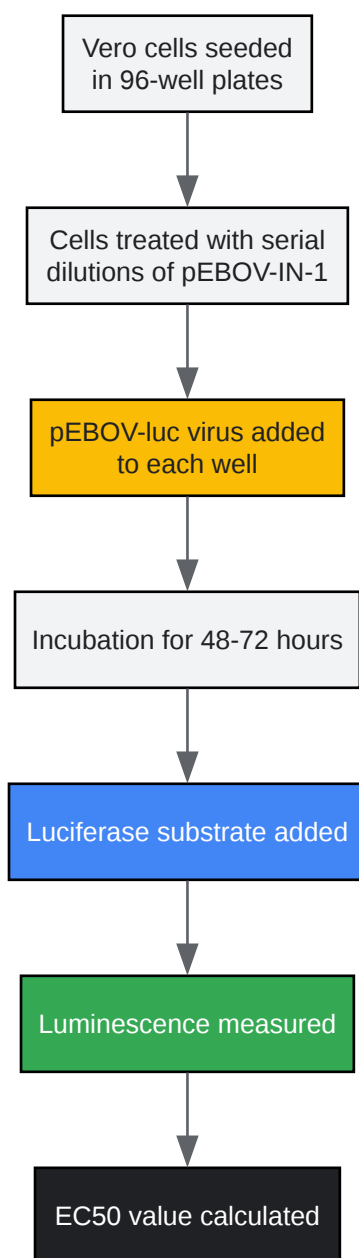 Vero cells seeded
in 96-well plates
Cells treated with serial
dilutions of pEBOV-IN-1
pEBOV-luc virus added
to each well
Incubation for 48-72 hours
Luciferase substrate added
Luminescence measured
EC50 value calculated